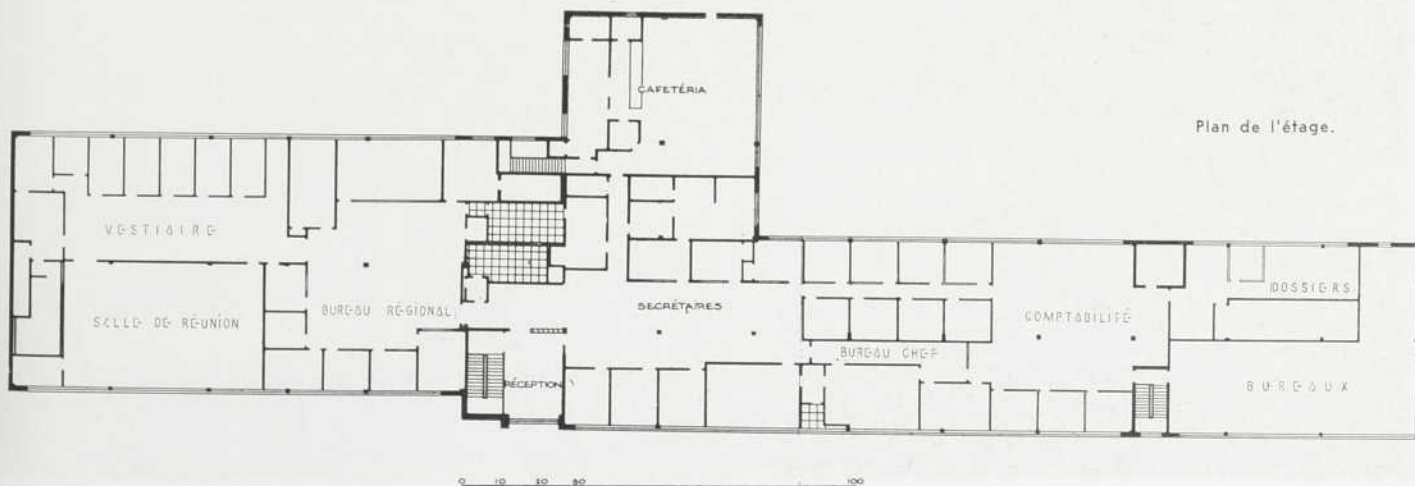 CAFETÉRIA
Plan de l'étage.
VESTIAIRE
DOSSIERS
SALLE DE RÉUNION
BUREAU RÉGIONAL
SECRÉTAIRES
COMPTABILITÉ
BUREAU CHEF
RÉCEPTION
BUREAUX
0 10 20 30 100